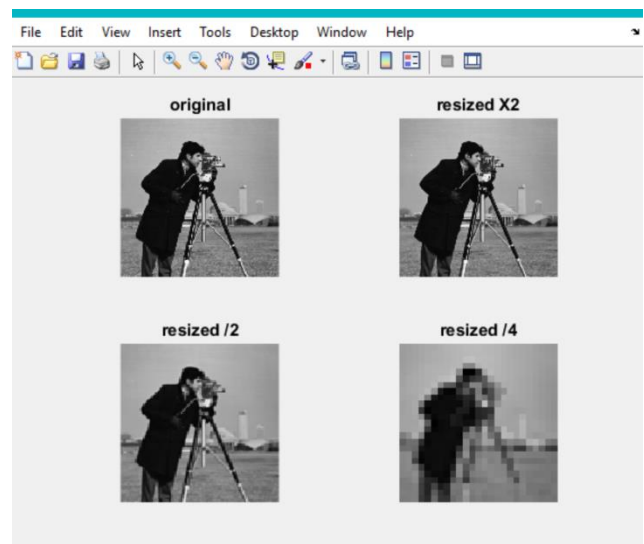 File Edit View Insert Tools Desktop Window Help
original resized X2
resized /2 resized /4